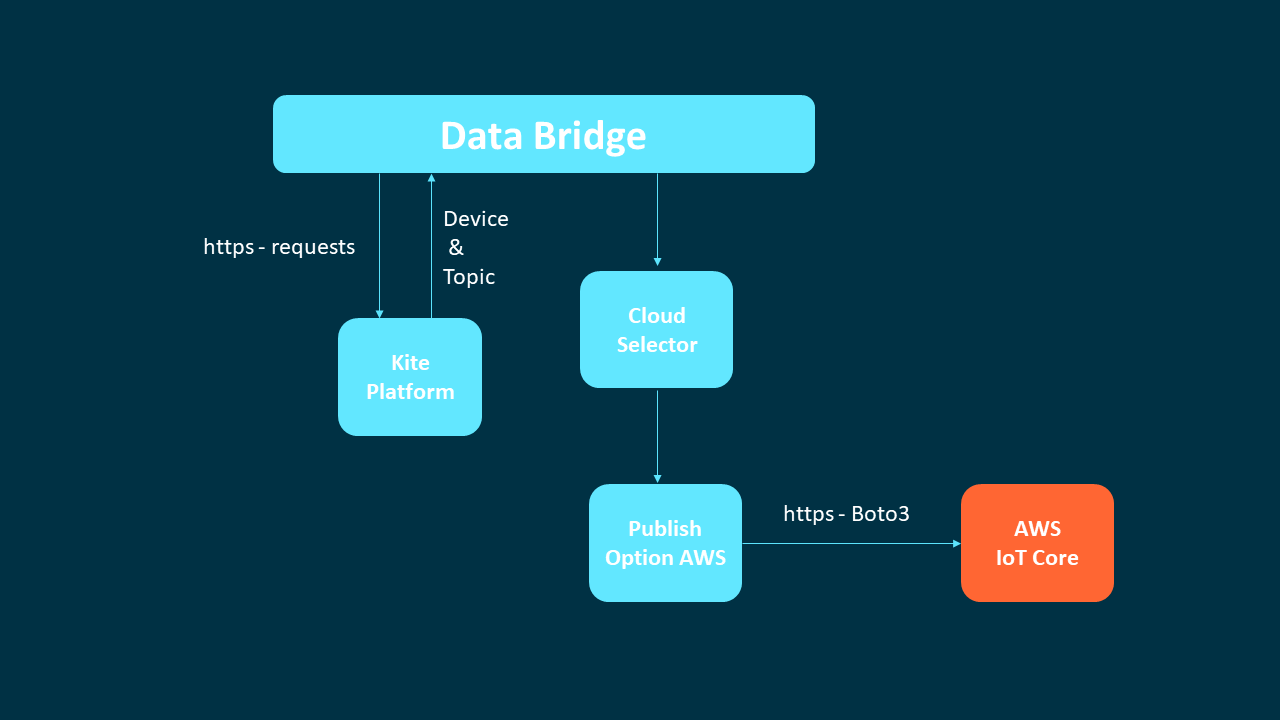 Data Bridge
https - requests
Device
&
Topic
Kite
Platform
Cloud
Selector
Publish
Option AWS
https - Boto3
AWS
IoT Core